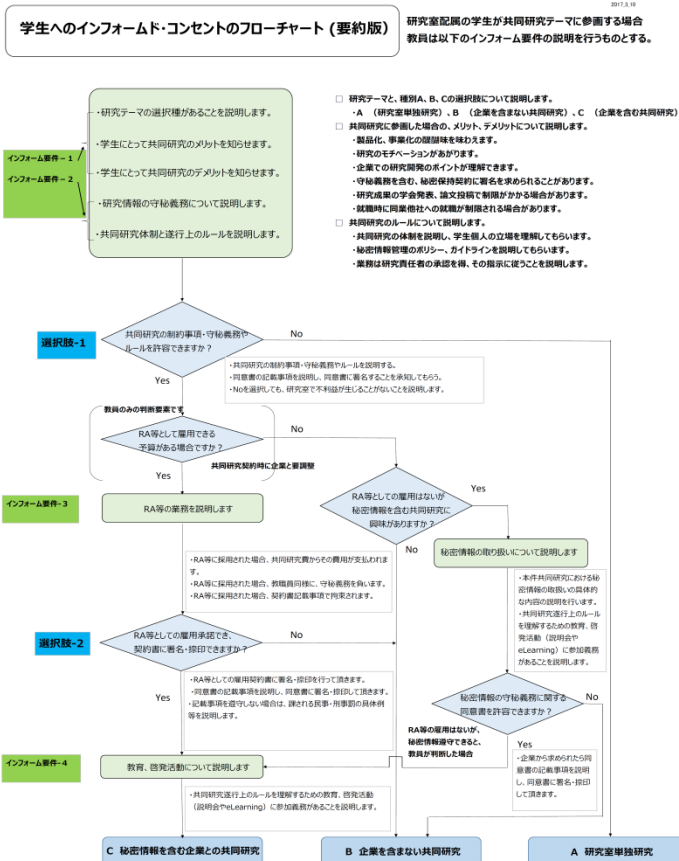 2017,3,10
学生へのインフォームド・コンセントのフローチャート (要約版)
研究室配属の学生が共同研究テーマに参画する場合
教員は以下のインフォーム要件の説明を行うものとする。
・研究テーマの選択種があることを説明します。
・学生にとって共同研究のメリットを知らせます。
・学生にとって共同研究のデメリットを知らせます。
・研究情報の守秘義務について説明します。
・共同研究体制と遂行上のルールを説明します。
インフォーム要件－1
インフォーム要件－2
□ 研究テーマと、種別A、B、Cの選択肢について説明します。
・A （研究室単独研究）、B （企業を含まない共同研究）、C （企業を含む共同研究）
□ 共同研究に参画した場合の、メリット、デメリットについて説明します。
・製品化、事業化の醍醐味を味わえます。
・研究のモチベーションがあがります。
・企業での研究開発のポイントが理解できます。
・守秘義務を含む、秘密保持契約に署名を求められることがあります。
・研究成果の学会発表、論文投稿で制限がかかる場合があります。
・就職時に同業他社への就職が制限される場合があります。
□ 共同研究のルールについて説明します。
・共同研究の体制を説明し、学生個人の立場を理解してもらいます。
・秘密情報管理のポリシー、ガイドラインを説明してもらいます。
・業務は研究責任者の承認を得、その指示に従うことを説明します。
選択肢-1
共同研究の制約事項・守秘義務や
ルールを許容できますか？
No
Yes
・共同研究の制約事項・守秘義務やルールを説明する。
・同意書の記載事項を説明し、同意書に署名することを承知してもらう。
・Noを選択しても、研究室で不利益が生じることがないことを説明します。
教員のみの判断要素です
RA等として雇用できる
予算がある場合ですか？
No
Yes
共同研究契約時に企業と要調整
インフォーム要件-3
RA等の業務を説明します
RA等としての雇用はないが
秘密情報を含む共同研究に
興味がありますか？
Yes
No
秘密情報の取り扱いについて説明します
・RA等に採用された場合、共同研究費からその費用が支払われま
す。
・RA等に採用された場合、教職員同様に、守秘義務を負います。
・RA等に採用された場合、契約書記載事項で拘束されます。
・本件共同研究における秘
密情報の取扱いの具体的
な内容の説明を行います。
・共同研究遂行上のルール
を理解するための教育、啓
発活動（説明会や
eLearning）に参加義務
があることを説明します。
選択肢-2
RA等としての雇用承認でき、
契約書に署名・捺印できますか？
No
Yes
・RA等としての雇用契約書に署名・捺印を行って頂きます。
・同意書の記載事項を説明し、同意書に署名・捺印して頂きます。
・記載事項を遵守しない場合は、課される民事・刑事罰の具体例
等を説明します。
秘密情報の守秘義務に関する
同意書を許容できますか？
No
Yes
RA等の雇用はないが、
秘密情報遵守できると、
教員が判断した場合
・企業から求められたら同
意書の記載事項を説明
し、同意書に署名・捺印
して頂きます。
インフォーム要件-4
教育、啓発活動について説明します
・共同研究遂行上のルールを理解するための教育、啓発活動
（説明会やeLearning）に参加義務があることを説明します。
C 秘密情報を含む企業との共同研究
B 企業を含まない共同研究
A 研究室単独研究